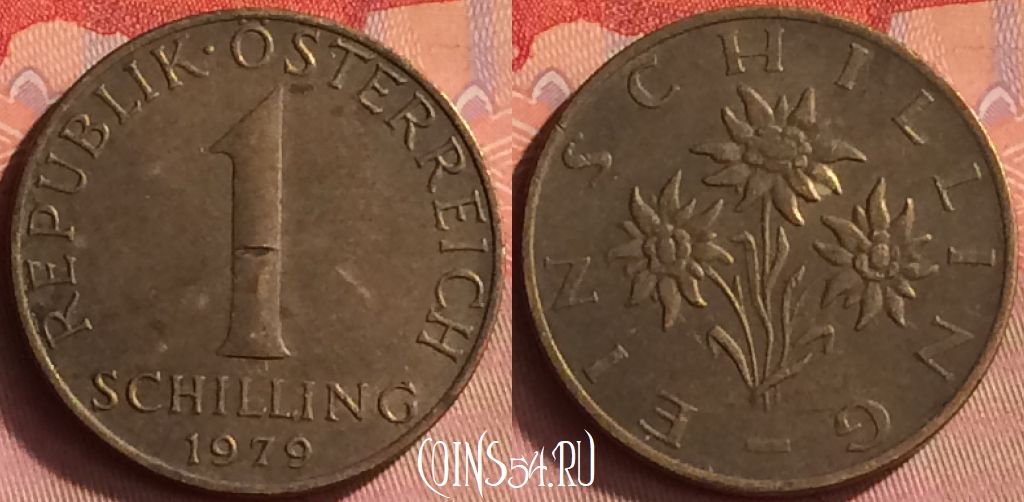 REPUBLIK · ÖSTERREICH
1
SCHILLING
1979
EIN SCHILLING
COINS54.RU